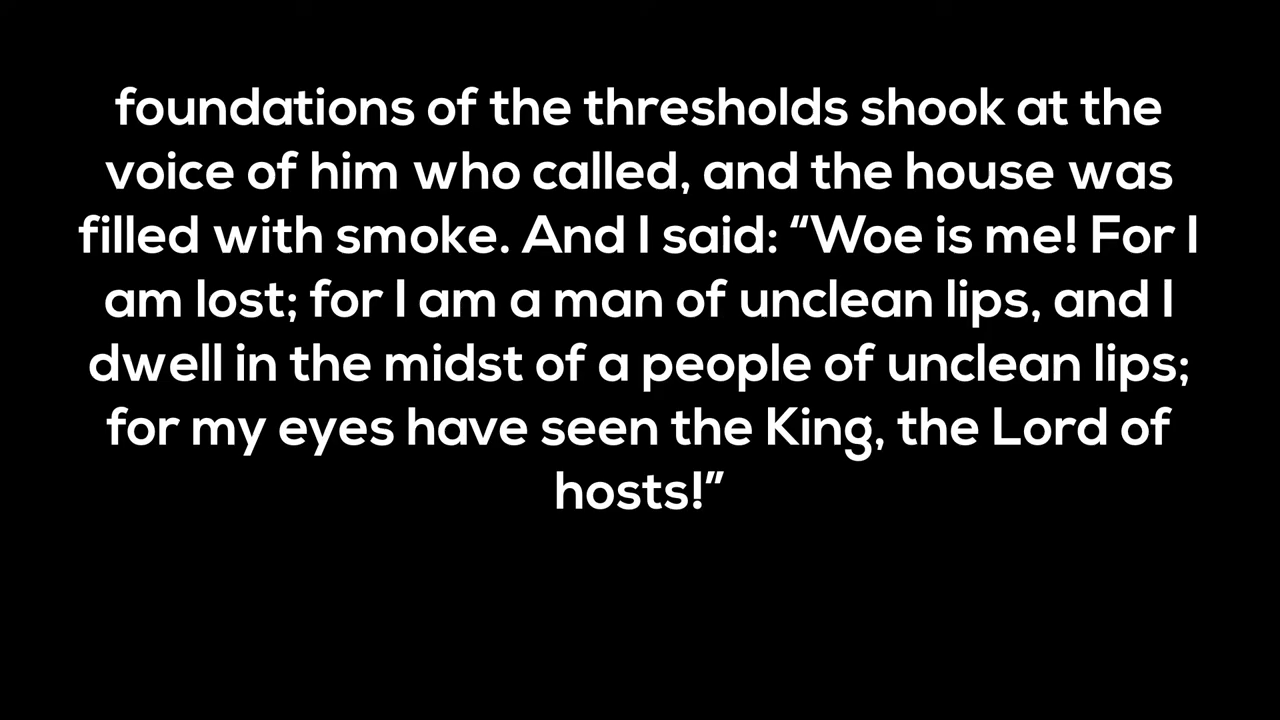 foundations of the thresholds shook at the
voice of him who called, and the house was
filled with smoke. And I said: “Woe is me! For I
am lost; for I am a man of unclean lips, and I
dwell in the midst of a people of unclean lips;
for my eyes have seen the King, the Lord of
hosts!”